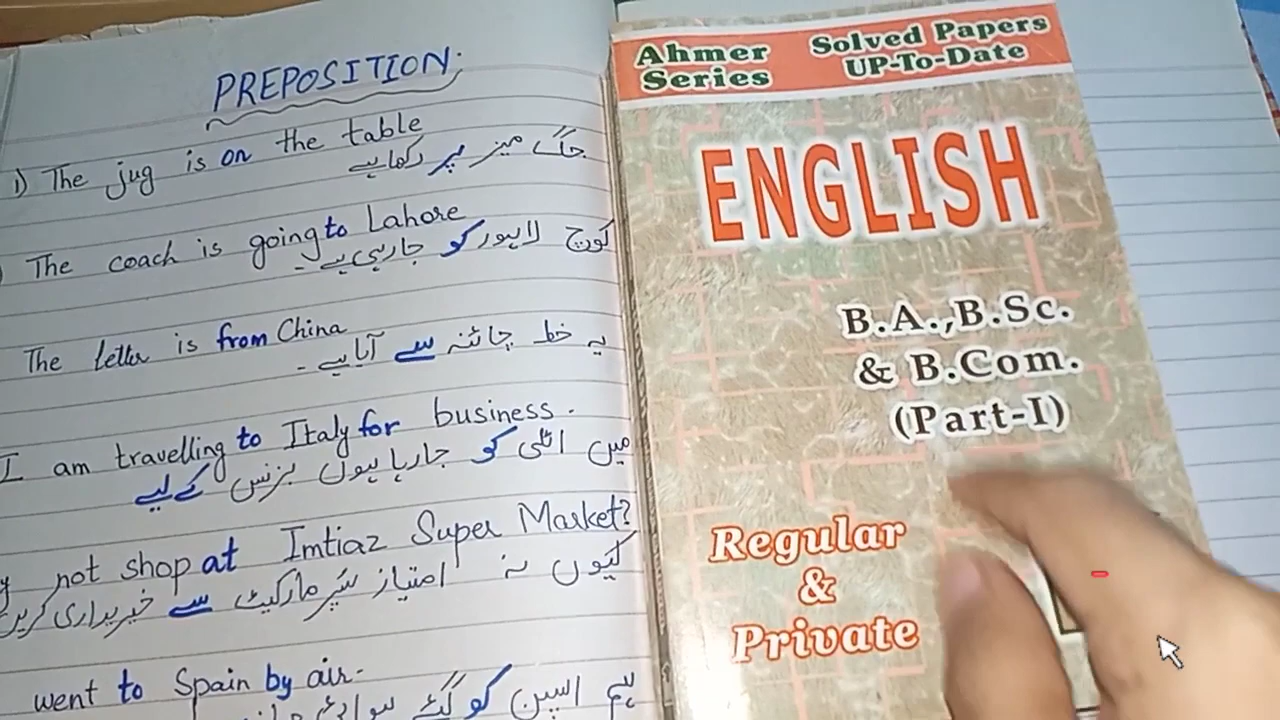 PREPOSITION.
1) The jug is on the table
جگ میز پر رکھا ہے
The coach is going to Lahore
کوچ لاہور کو جارہی ہے۔
The letter is from China
یہ خط چائنہ سے آیا ہے۔
I am travelling to Italy for business.
میں اٹلی کو جارہا ہوں بزنس کے لیے
not shop at Imtiaz Super Market?
کیوں نہ امتیاز سپر مارکیٹ سے خریداری کریں
went to Spain by air.
ہم اسپین کو گئے
Ahmer Series
Solved Papers
UP-To-Date
ENGLISH
B.A.,B.Sc.
& B.Com.
(Part-I)
Regular
&
Private